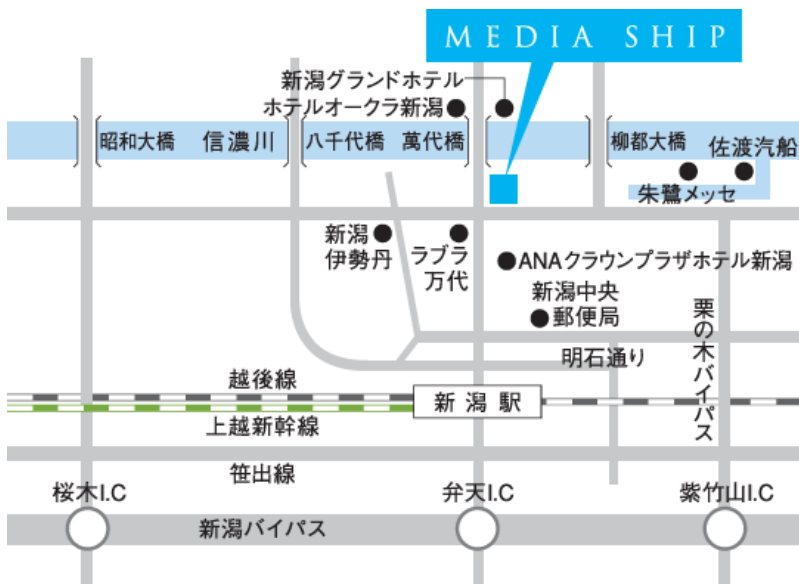 MEDIA SHIP
新潟グランドホテル
ホテルオークラ新潟
昭和大橋
信濃川
八千代橋
萬代橋
柳都大橋
佐渡汽船
朱鷺メッセ
新潟
伊勢丹
ラブラ
万代
ANAクラウンプラザホテル新潟
新潟中央
郵便局
栗の木バイパス
明石通り
越後線
新潟駅
上越新幹線
笹出線
桜木I.C
弁天I.C
紫竹山I.C
新潟バイパス